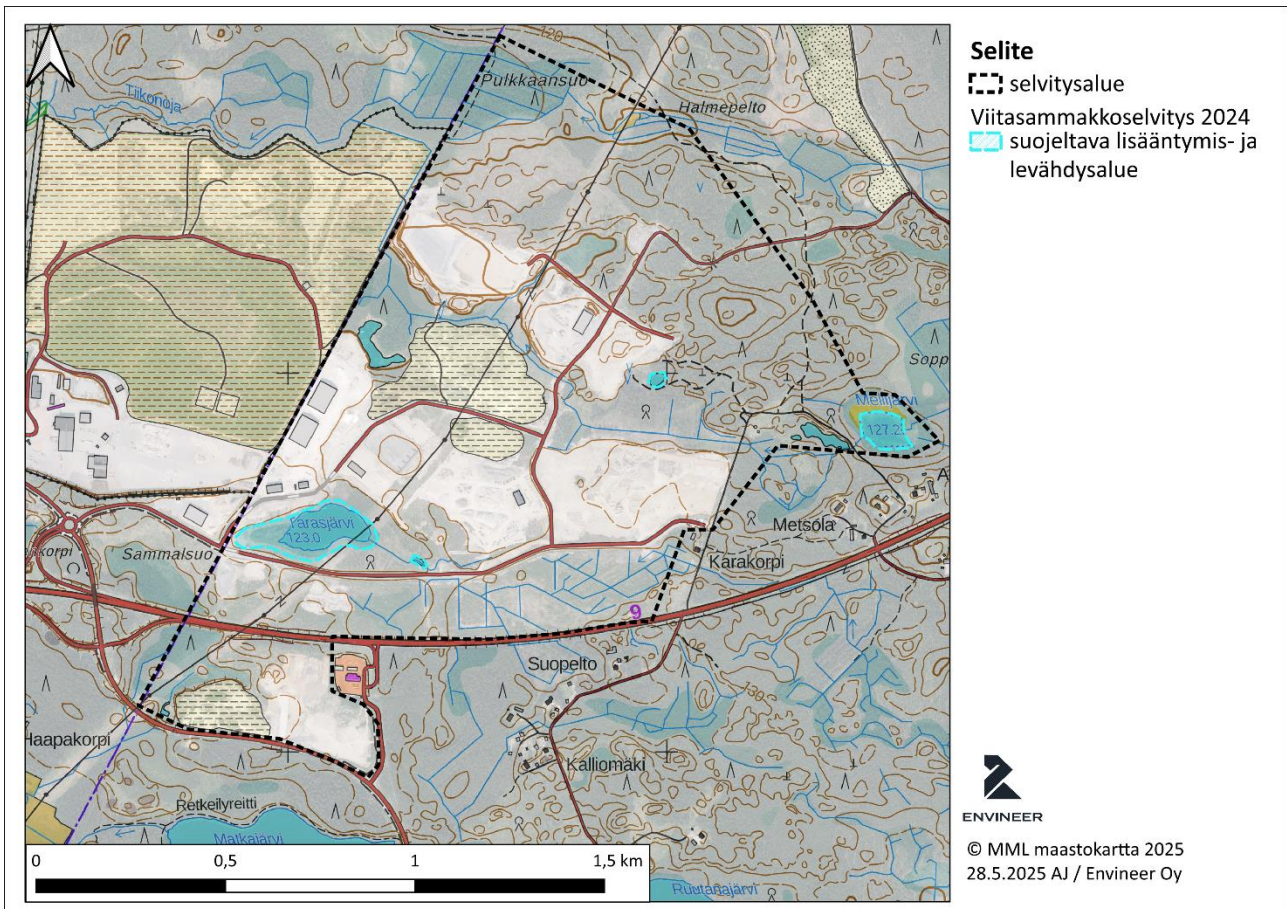 Selite
selvitysalue
Viitasammakkoselvitys 2024
suojeltava lisääntymis- ja
levähdysalue
120
Pulkkaansuo
Tiikonoja
Halmepelto
Sopp
Mellijärvi
127.2
Metsola
A
Tarasjärvi
123.0
Sammalsuo
Karakorpi
9
Suopelto
130
Haapakorpi
Kalliomäki
Retkeilyreitti
Matkajärvi
Ruutanajärvi
0 0,5 1 1,5 km
ENVINEER
© MML maastokartta 2025
28.5.2025 AJ / Envineer Oy